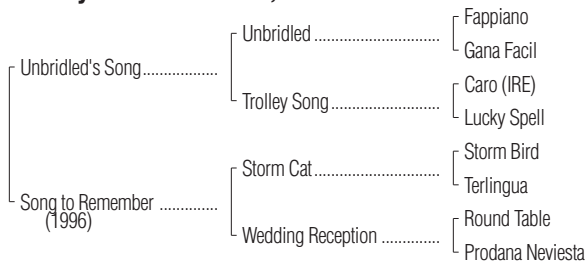 Fappiano
Unbridled
Gana Facil
Unbridled's Song
Caro (IRE)
Trolley Song
Lucky Spell
Storm Bird
Storm Cat
Terlingua
Song to Remember
(1996)
Round Table
Wedding Reception
Prodana Neviesta